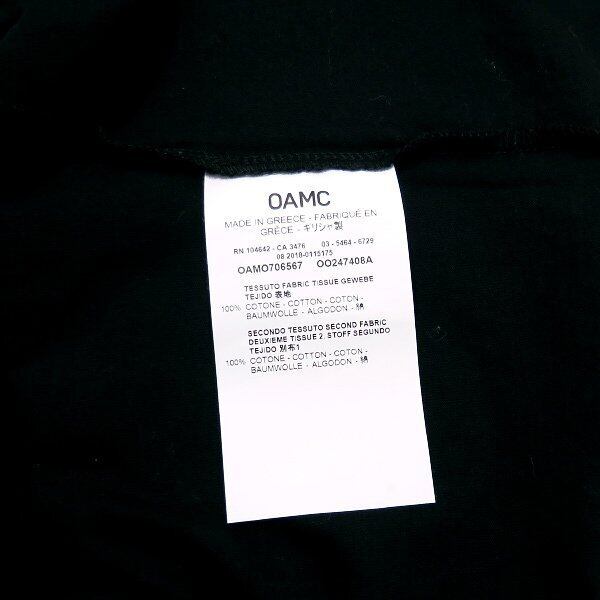 OAMC
MADE IN GREECE - FABRIQUÉ EN
GRÈCE - ギリシャ製
RN 104642 - CA 3476 03 - 5464 - 6729
08 2018-0115175
OAMO706567 OO247408A
TESSUTO FABRIC TISSUE GEWEBE
TEJIDO 表地
100% COTONE - COTTON - COTON -
BAUMWOLLE - ALGODON - 綿
SECONDO TESSUTO SECOND FABRIC
DEUXIEME TISSUE 2. STOFF SEGUNDO
TEJIDO 別布1
100% COTONE - COTTON - COTON -
BAUMWOLLE - ALGODON - 綿